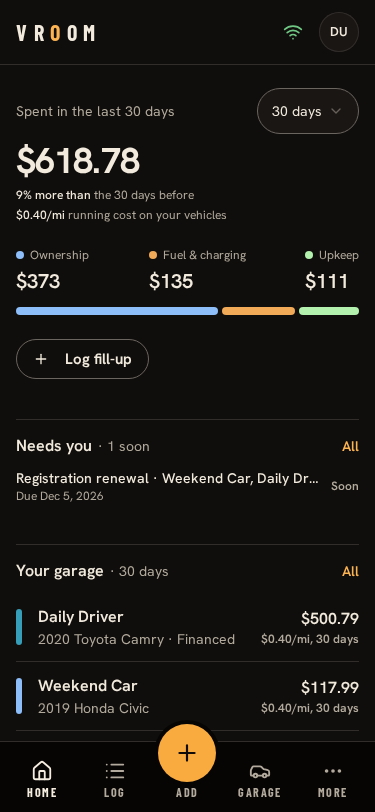 VROOM
DU
Spent in the last 30 days
30 days
$618.78
9% more than the 30 days before
$0.40/mi running cost on your vehicles
Ownership
Fuel & charging
Upkeep
$373
$135
$111
Log fill-up
Needs you · 1 soon
All
Registration renewal · Weekend Car, Daily Dr...
Soon
Due Dec 5, 2026
Your garage · 30 days
All
Daily Driver
$500.79
2020 Toyota Camry · Financed
$0.40/mi, 30 days
Weekend Car
$117.99
2019 Honda Civic
$0.40/mi, 30 days
HOME
LOG
ADD
GARAGE
MORE